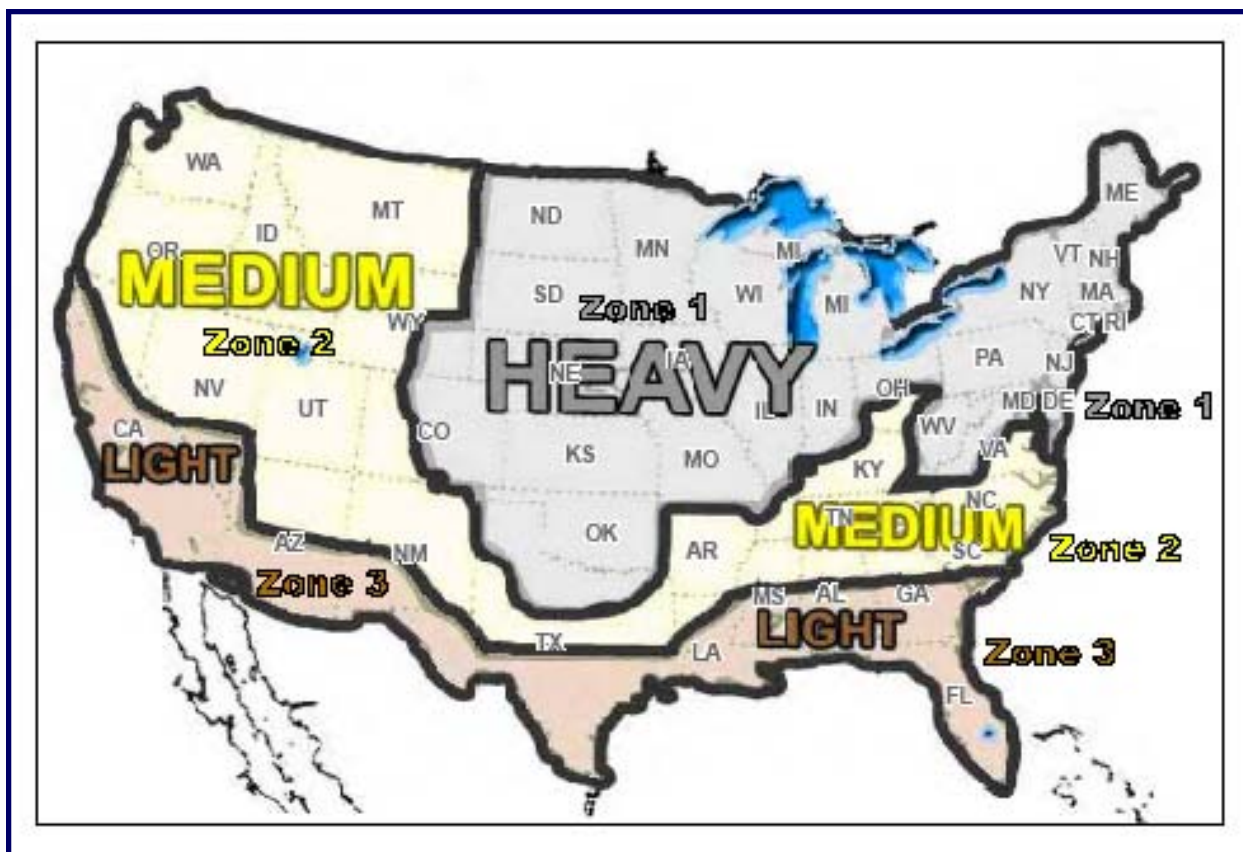 WA
MT
ND
MN
ME
ID
OR
MEDIUM
Zone 2
WY
SD
Zone 1
WI
MI
MI
VT
NH
NY
MA
CT
RI
NV
UT
CO
NE
IA
HEAVY
IL
IN
OH
PA
NJ
MD
DE
Zone 1
WV
VA
CA
LIGHT
KS
MO
KY
AZ
NM
OK
AR
TN
NC
MEDIUM
SC
Zone 2
Zone 3
MS
AL
GA
LIGHT
Zone 3
TX
LA
FL